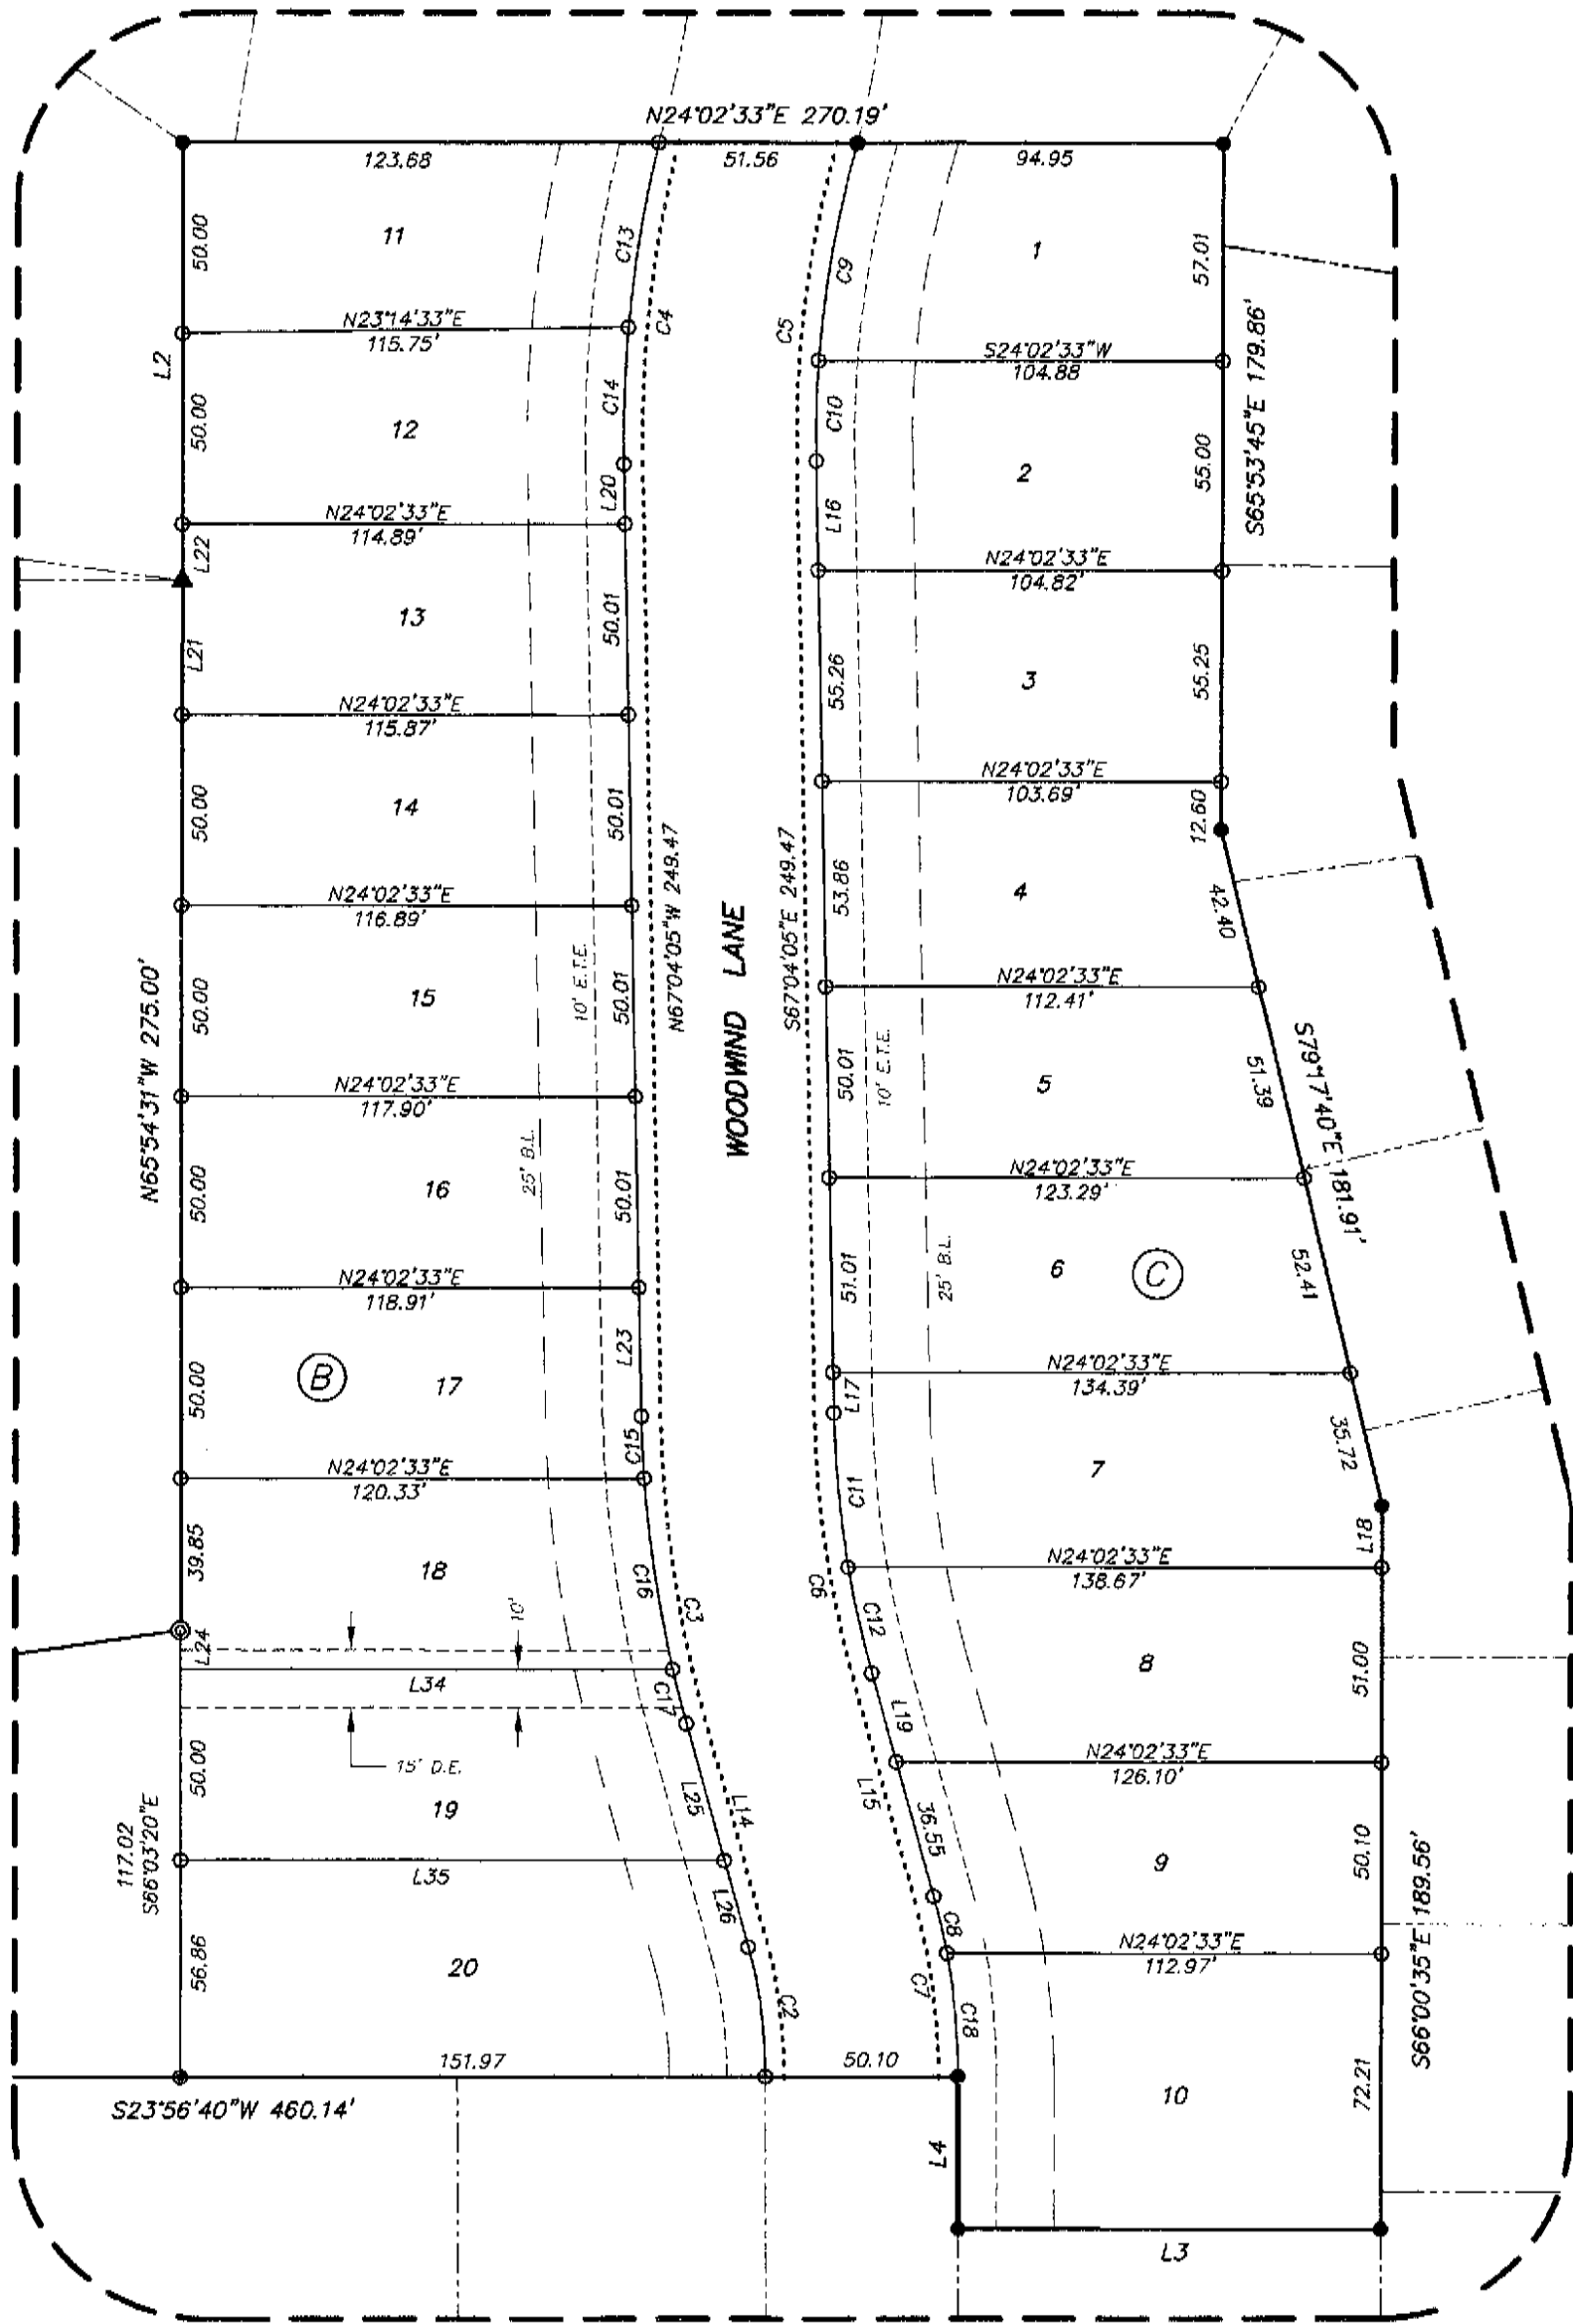 N24°02'33"E 270.19'
123.68
51.56
94.95
50.00
11
C13
C4
C9
C5
1
57.01
N23°14'33"E
115.75'
S24°02'33"W
104.88
S65°53'45"E 179.86'
L2
50.00
12
C14
L20
C10
L16
2
55.00
N24°02'33"E
114.89'
N24°02'33"E
104.82'
L22
L21
13
50.01
55.26
3
55.25
N24°02'33"E
115.87'
N24°02'33"E
103.69'
12.60
50.00
14
50.01
N67°04'05"W 249.47
S67°04'05"E 249.47
53.86
4
42.40
N24°02'33"E
116.89'
N24°02'33"E
112.41'
N65°54'31"W 275.00'
50.00
15
10' E.T.E.
50.01
WOODWIND LANE
50.01
10' E.T.E.
5
51.39
S79°17'40"E 181.91'
N24°02'33"E
117.90'
N24°02'33"E
123.29'
50.00
16
25' B.L.
50.01
51.01
25' B.L.
6
C
52.41
N24°02'33"E
118.91'
N24°02'33"E
134.39'
B
50.00
17
L23
C15
L17
C11
7
35.72
L18
N24°02'33"E
120.33'
N24°02'33"E
138.67'
39.85
18
C16
C3
C6
C12
8
51.00
10'
L24
L34
C17
L19
15' D.E.
N24°02'33"E
126.10'
50.00
19
L25
L14
L15
36.55
9
50.10
117.02
S66°03'20"E
L35
L26
C8
S66°00'35"E 189.56'
N24°02'33"E
112.97'
56.86
20
C2
C7
C18
10
72.21
151.97
50.10
S23°56'40"W 460.14'
L4
L3